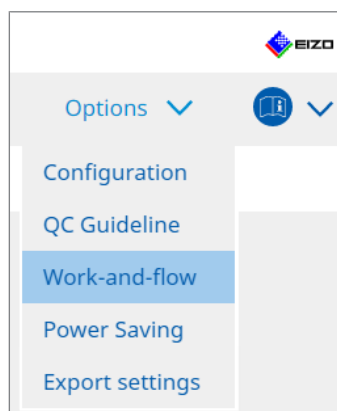 EIZO
Options
Configuration
QC Guideline
Work-and-flow
Power Saving
Export settings